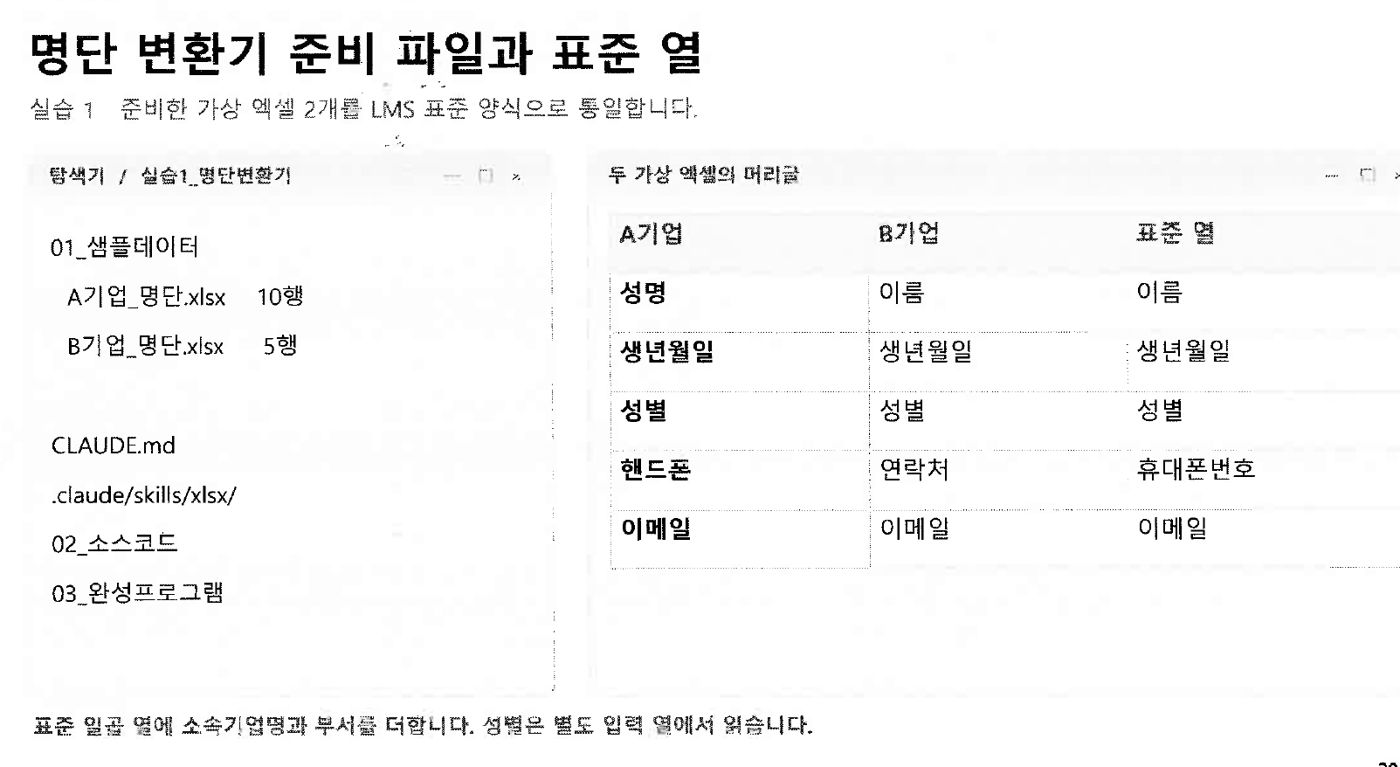 명단 변환기 준비 파일과 표준 열
실습 1 준비한 가상 엑셀 2개를 LMS 표준 양식으로 통일합니다.
탐색기 / 실습1_명단변환기
01_샘플데이터
A기업_명단.xlsx 10행
B기업_명단.xlsx 5행
CLAUDE.md
.claude/skills/xlsx/
02_소스코드
03_완성프로그램
두 가상 엑셀의 머리글
A기업 B기업 표준 열
성명 이름 이름
생년월일 생년월일 생년월일
성별 성별 성별
핸드폰 연락처 휴대폰번호
이메일 이메일 이메일
표준 일곱 열에 소속기업명과 부서를 더합니다. 성별은 별도 입력 열에서 읽습니다.